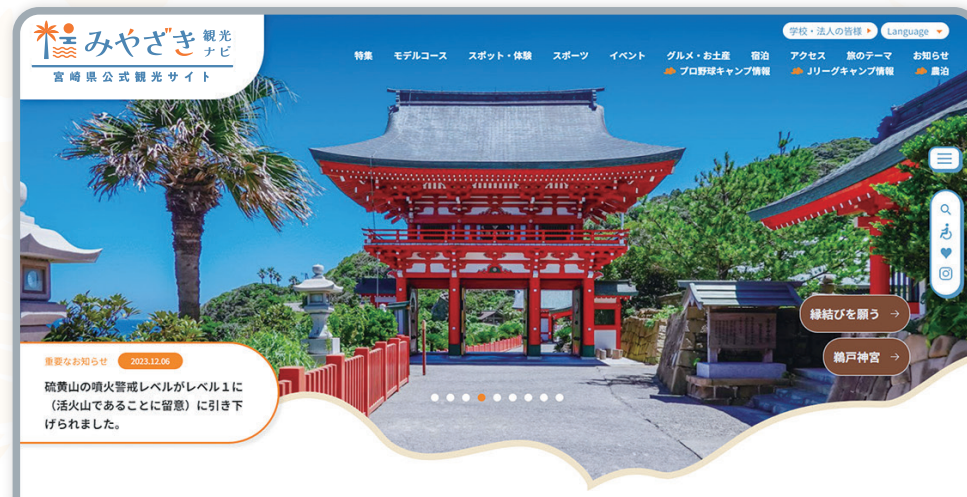 みやざき 観光ナビ
宮崎県公式観光サイト
学校・法人の皆様
Language
特集 モデルコース スポット・体験 スポーツ イベント グルメ・お土産 宿泊 アクセス 旅のテーマ お知らせ
プロ野球キャンプ情報 Jリーグキャンプ情報 農泊
縁結びを願う →
鵜戸神宮 →
重要なお知らせ 2023.12.06
硫黄山の噴火警戒レベルがレベル1に
（活火山であることに留意）に引き下
げられました。